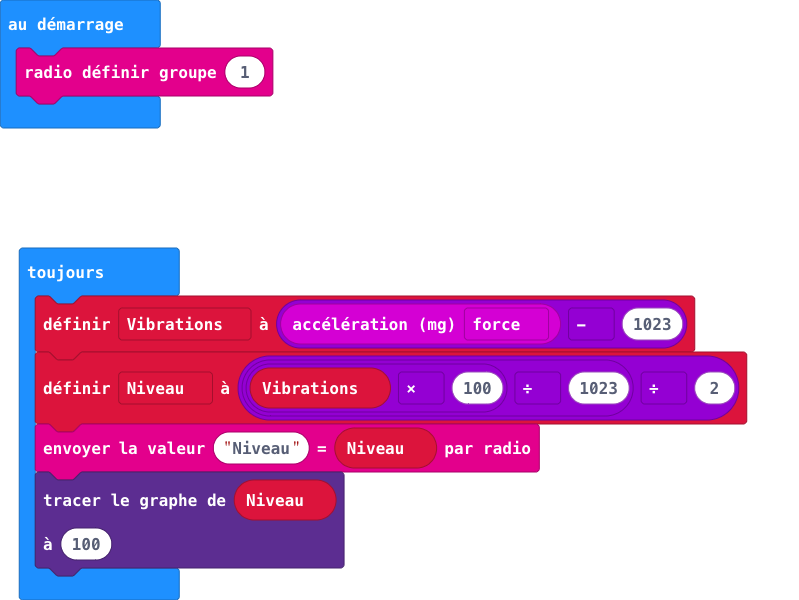 au démarrage
radio définir groupe 1
toujours
définir Vibrations à accélération (mg) force - 1023
définir Niveau à Vibrations × 100 ÷ 1023 ÷ 2
envoyer la valeur "Niveau" = Niveau par radio
tracer le graphe de Niveau
à 100